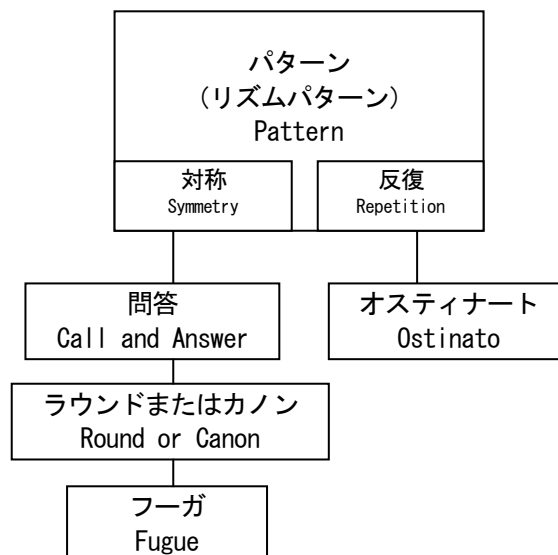 パターン
(リズムパターン)
Pattern
対称
Symmetry
反復
Repetition
問答
Call and Answer
オスティナート
Ostinato
ラウンドまたはカノン
Round or Canon
フーガ
Fugue